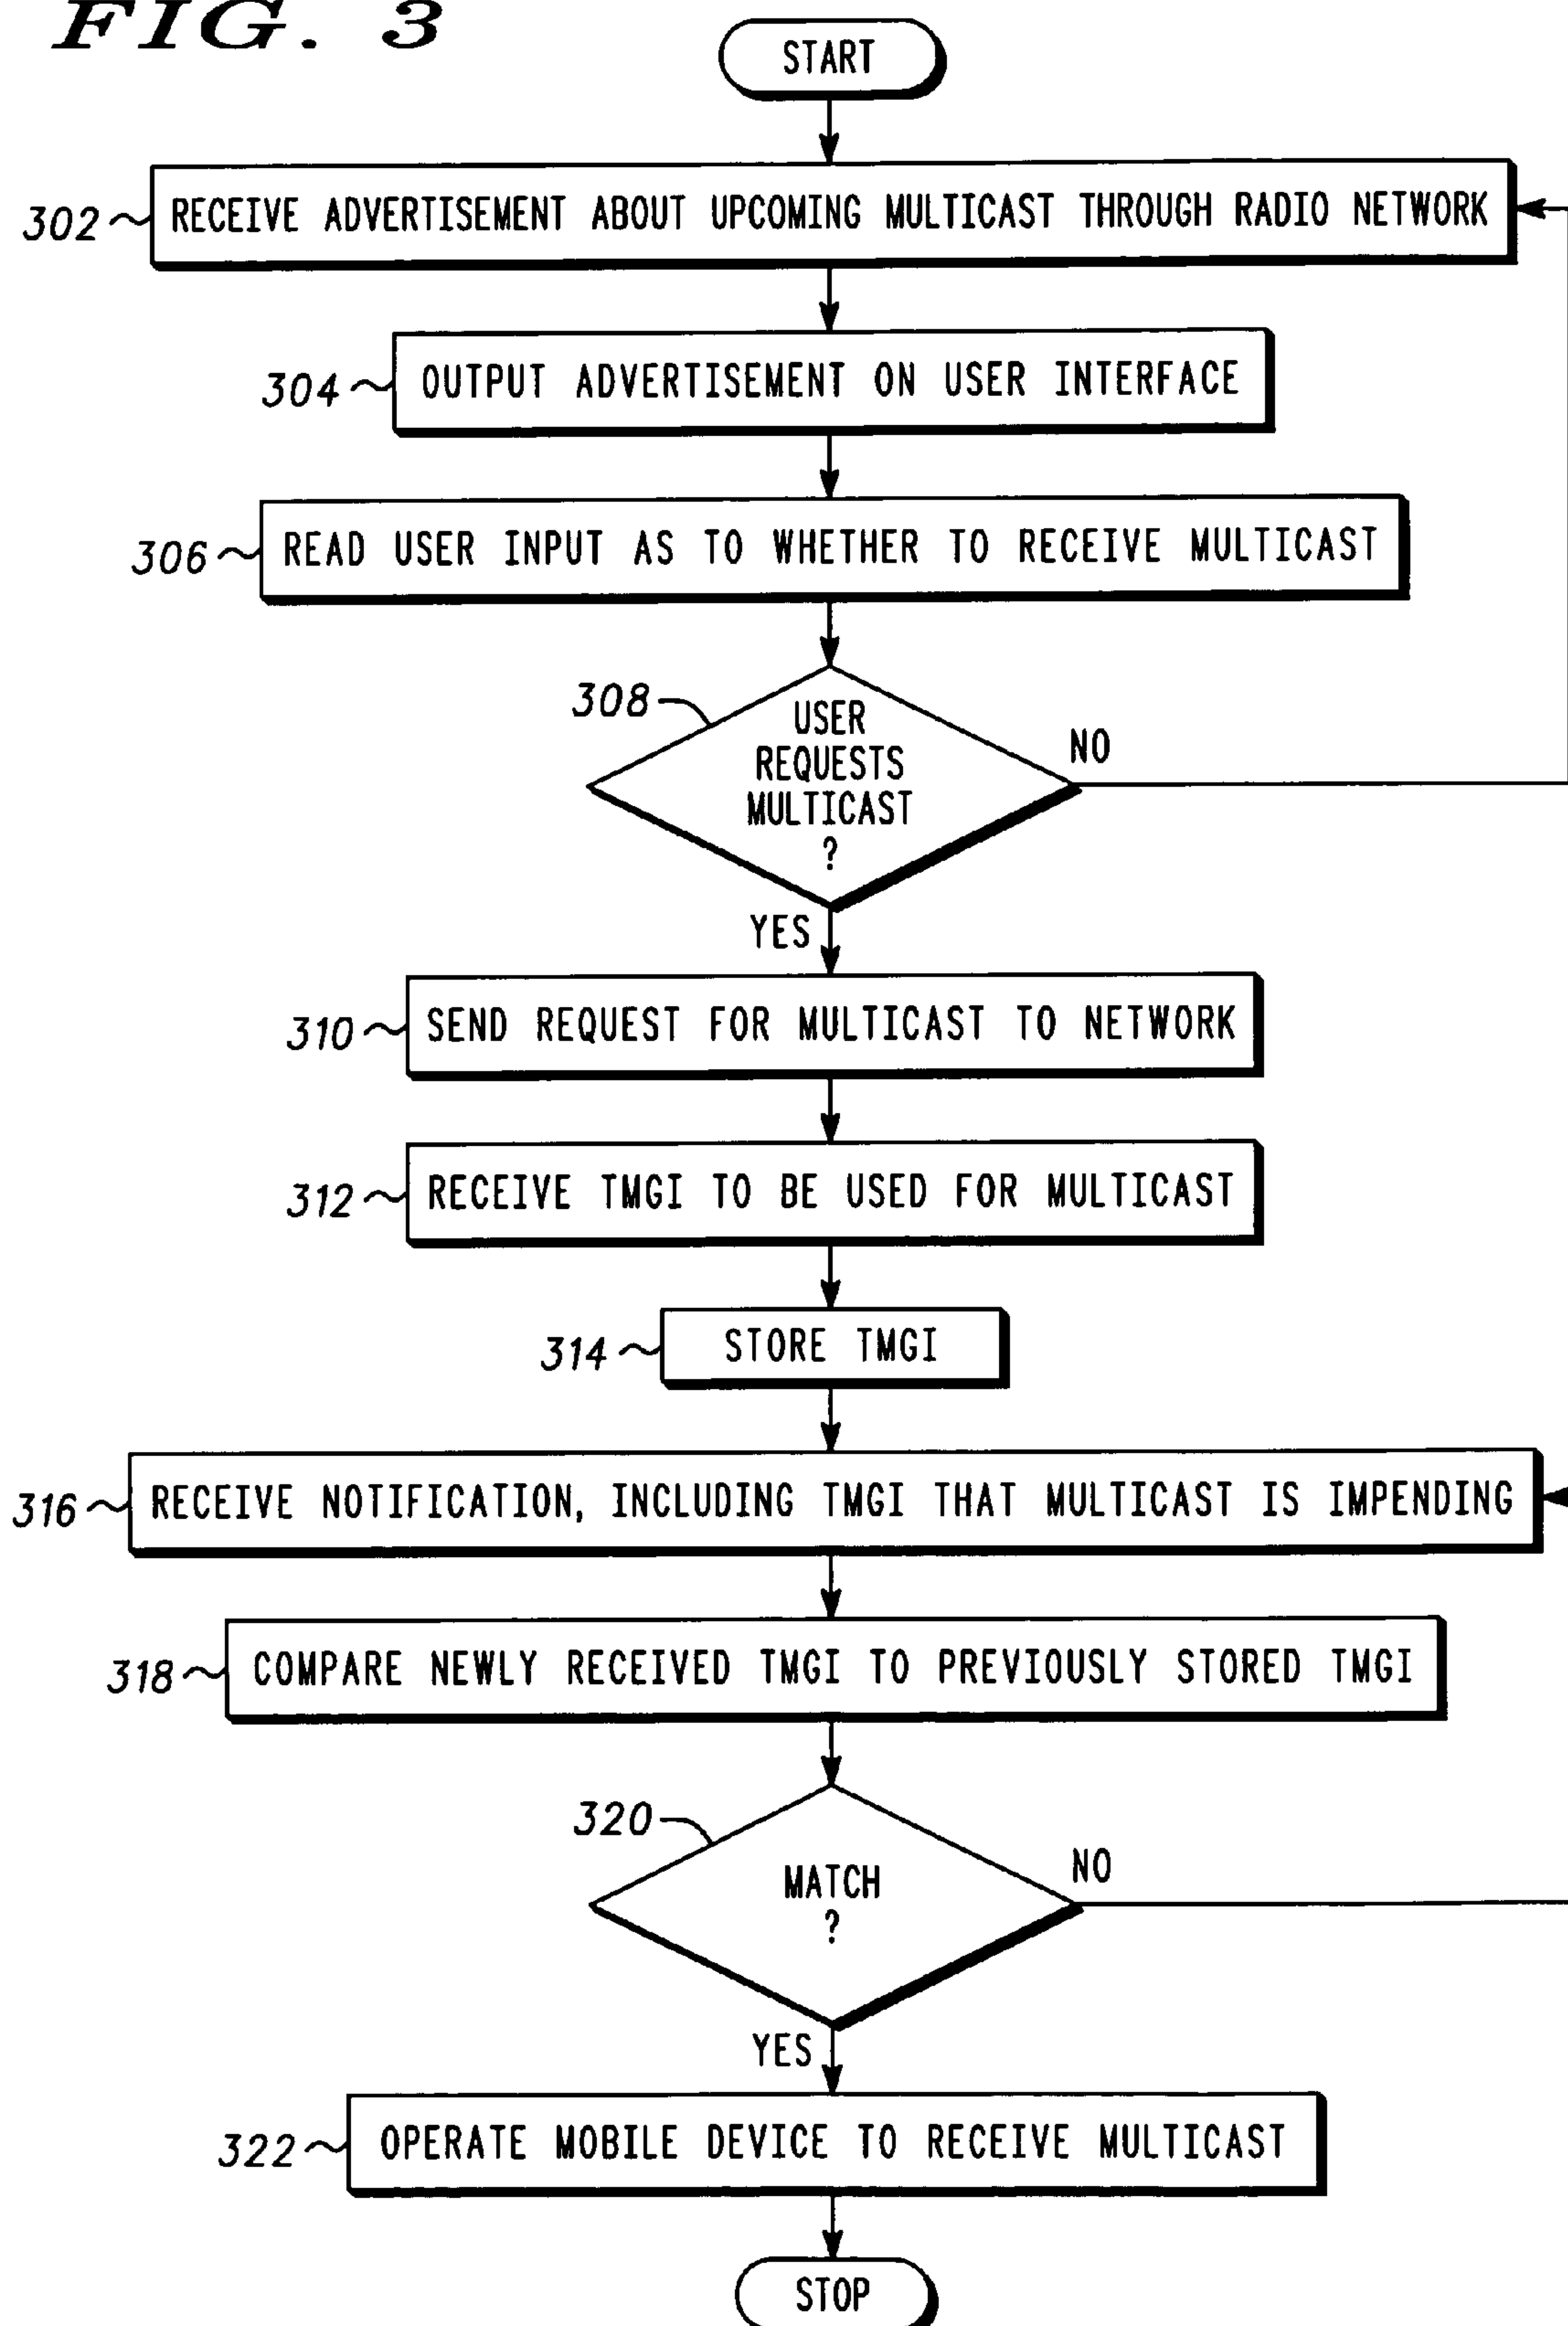 FIG. 3
START
302
RECEIVE ADVERTISEMENT ABOUT UPCOMING MULTICAST THROUGH RADIO NETWORK
304
OUTPUT ADVERTISEMENT ON USER INTERFACE
306
READ USER INPUT AS TO WHETHER TO RECEIVE MULTICAST
308
USER
REQUESTS
MULTICAST
?
NO
YES
310
SEND REQUEST FOR MULTICAST TO NETWORK
312
RECEIVE TMGI TO BE USED FOR MULTICAST
314
STORE TMGI
316
RECEIVE NOTIFICATION, INCLUDING TMGI THAT MULTICAST IS IMPENDING
318
COMPARE NEWLY RECEIVED TMGI TO PREVIOUSLY STORED TMGI
320
MATCH
?
NO
YES
322
OPERATE MOBILE DEVICE TO RECEIVE MULTICAST
STOP